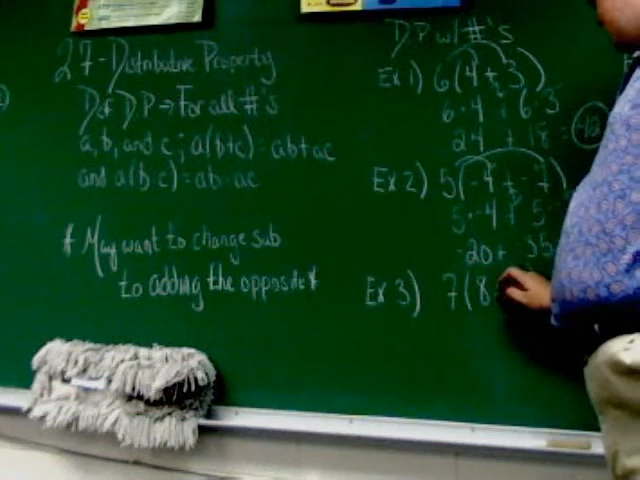 27-Distributive Property
Def DP → For all #'s
a, b, and c; a(b+c)=ab+ac
and a(b-c)=ab-ac
* May want to change sub
to adding the opposite *
DP w/ #'s
Ex 1) 6(4+3)
6·4 + 6·3
24 + 18 = 42
Ex 2) 5(-4+-7)
5·-4 + 5·
-20+ -35
Ex 3) 7(8